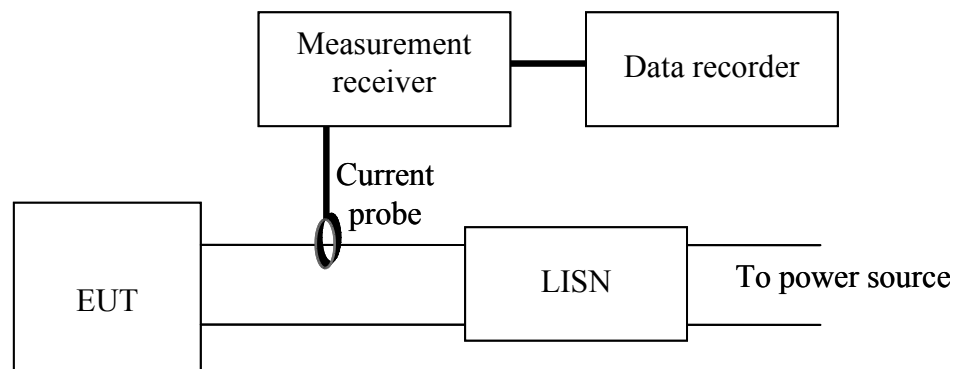 Measurement
receiver
Data recorder
Current
probe
EUT
LISN
To power source